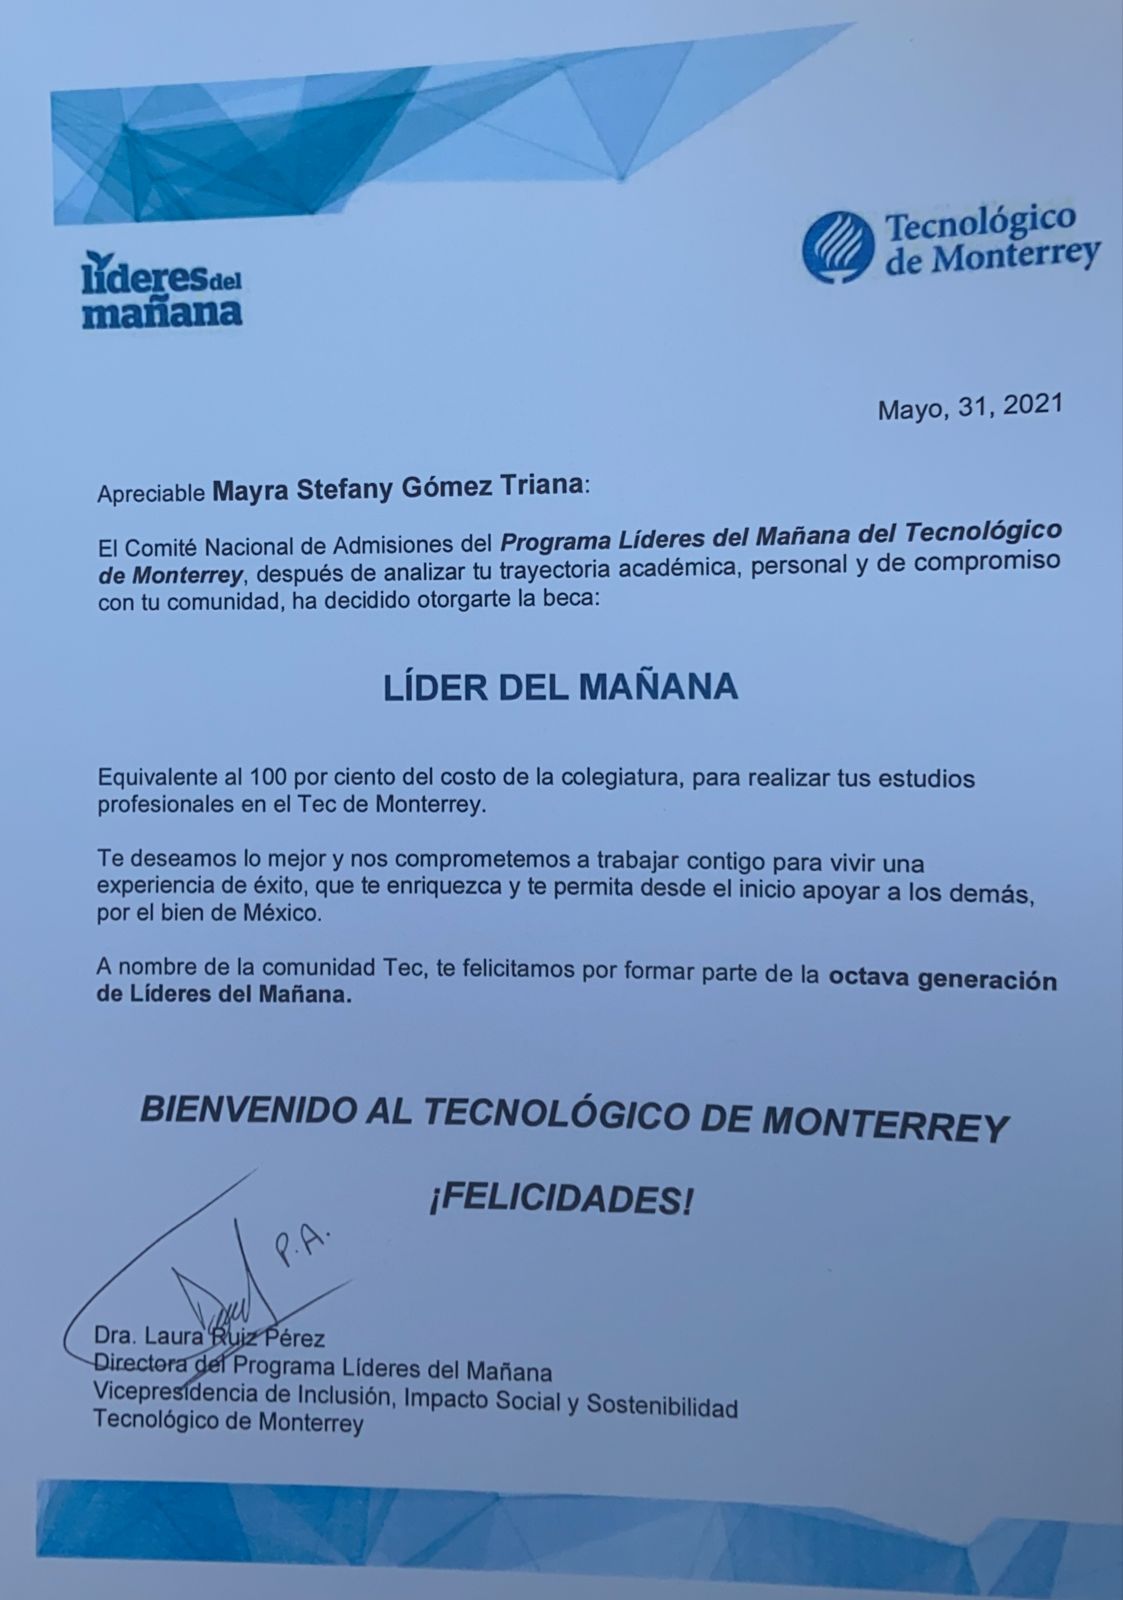 líderes del
mañana
Tecnológico
de Monterrey
Mayo, 31, 2021
Apreciable Mayra Stefany Gómez Triana:
El Comité Nacional de Admisiones del Programa Líderes del Mañana del Tecnológico
de Monterrey, después de analizar tu trayectoria académica, personal y de compromiso
con tu comunidad, ha decidido otorgarte la beca:
LÍDER DEL MAÑANA
Equivalente al 100 por ciento del costo de la colegiatura, para realizar tus estudios
profesionales en el Tec de Monterrey.
Te deseamos lo mejor y nos comprometemos a trabajar contigo para vivir una
experiencia de éxito, que te enriquezca y te permita desde el inicio apoyar a los demás,
por el bien de México.
A nombre de la comunidad Tec, te felicitamos por formar parte de la octava generación
de Líderes del Mañana.
BIENVENIDO AL TECNOLÓGICO DE MONTERREY
¡FELICIDADES!
P.A.
Dra. Laura Ruiz Pérez
Directora del Programa Líderes del Mañana
Vicepresidencia de Inclusión, Impacto Social y Sostenibilidad
Tecnológico de Monterrey